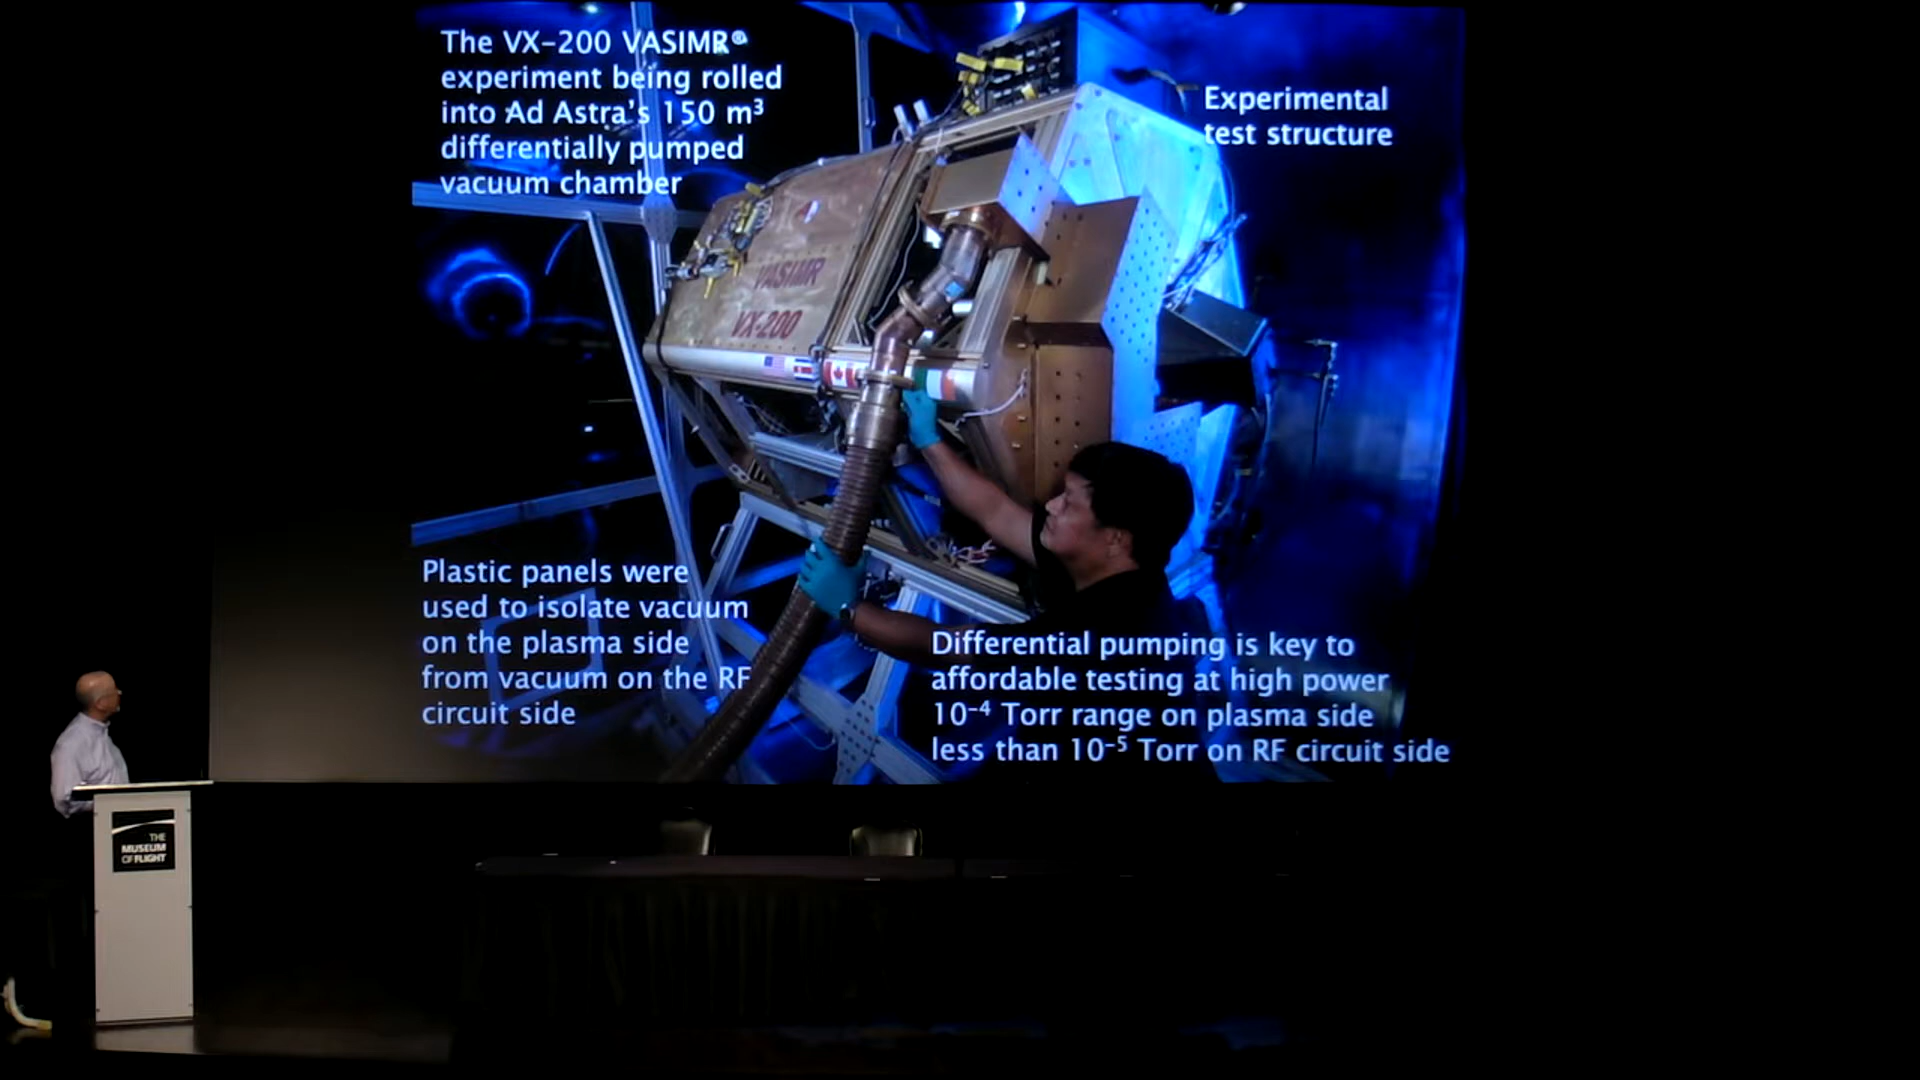 The VX-200 VASIMR®
experiment being rolled
into Ad Astra's 150 m³
differentially pumped
vacuum chamber
Experimental
test structure
VASIMR
VX-200
Plastic panels were
used to isolate vacuum
on the plasma side
from vacuum on the RF
circuit side
Differential pumping is key to
affordable testing at high power
10⁻⁴ Torr range on plasma side
less than 10⁻⁵ Torr on RF circuit side
THE
MUSEUM
OF FLIGHT